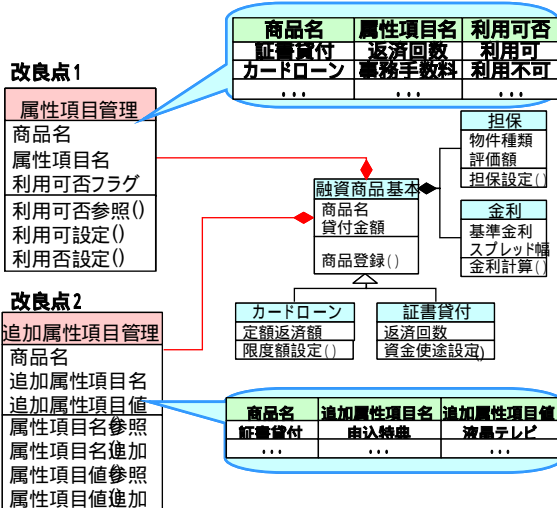 商品名 属性項目名 利用可否
証書貸付 返済回数 利用可
カードローン 事務手数料 利用不可
... ... ...
改良点1
属性項目管理
商品名
属性項目名
利用可否フラグ
利用可否参照()
利用可設定()
利用否設定()
担保
物件種類
評価額
担保設定()
融資商品基本
商品名
貸付金額
商品登録()
金利
基準金利
スプレッド幅
金利計算()
カードローン
定額返済額
限度額設定()
証書貸付
返済回数
資金使途設定()
改良点2
追加属性項目管理
商品名
追加属性項目名
追加属性項目値
属性項目名参照
属性項目名追加
属性項目値参照
属性項目値追加
商品名 追加属性項目名 追加属性項目値
証書貸付 申込特典 液晶テレビ
... ... ...